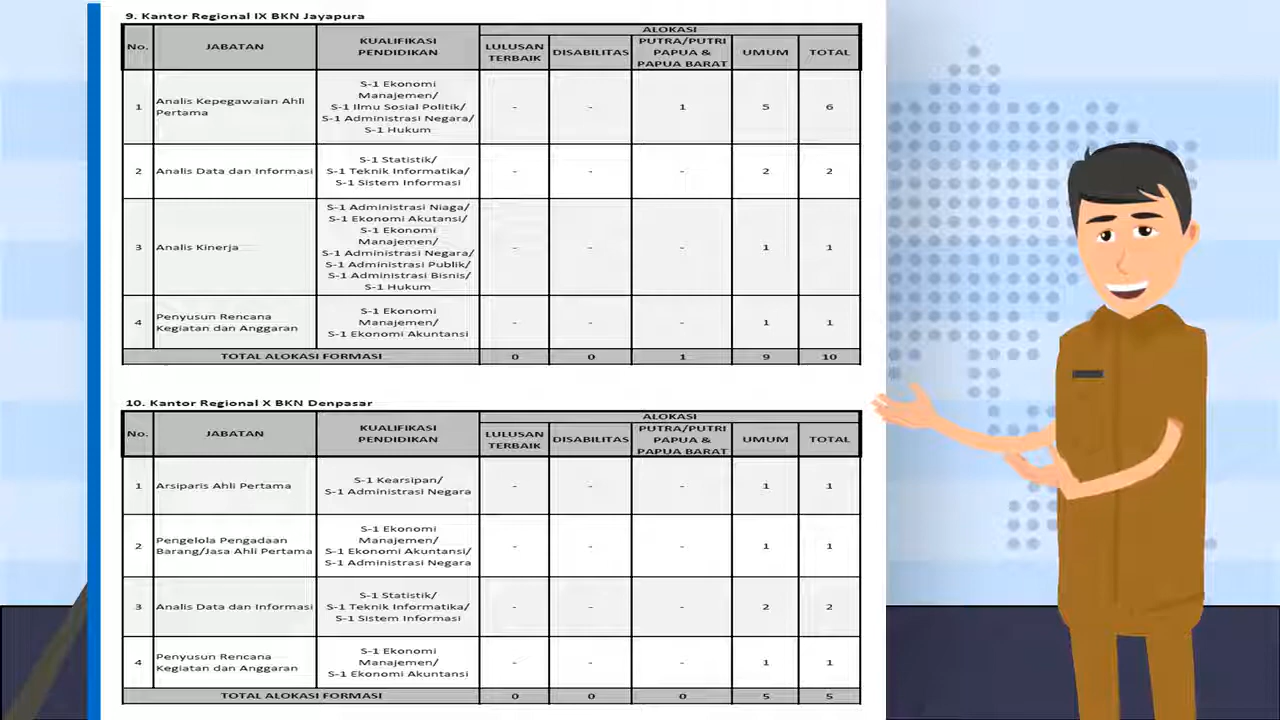 9. Kantor Regional IX BKN Jayapura
No. JABATAN KUALIFIKASI PENDIDIKAN ALOKASI
LULUSAN TERBAIK DISABILITAS PUTRA/PUTRI PAPUA & PAPUA BARAT UMUM TOTAL
1 Analis Kepegawaian Ahli Pertama S-1 Ekonomi Manajemen/ S-1 Ilmu Sosial Politik/ S-1 Administrasi Negara/ S-1 Hukum - - 1 5 6
2 Analis Data dan Informasi S-1 Statistik/ S-1 Teknik Informatika/ S-1 Sistem Informasi - - - 2 2
3 Analis Kinerja S-1 Administrasi Niaga/ S-1 Ekonomi Akutansi/ S-1 Ekonomi Manajemen/ S-1 Administrasi Negara/ S-1 Administrasi Publik/ S-1 Administrasi Bisnis/ S-1 Hukum - - - 1 1
4 Penyusun Rencana Kegiatan dan Anggaran S-1 Ekonomi Manajemen/ S-1 Ekonomi Akuntansi - - - 1 1
TOTAL ALOKASI FORMASI 0 0 1 9 10
10. Kantor Regional X BKN Denpasar
No. JABATAN KUALIFIKASI PENDIDIKAN ALOKASI
LULUSAN TERBAIK DISABILITAS PUTRA/PUTRI PAPUA & PAPUA BARAT UMUM TOTAL
1 Arsiparis Ahli Pertama S-1 Kearsipan/ S-1 Administrasi Negara - - - 1 1
2 Pengelola Pengadaan Barang/Jasa Ahli Pertama S-1 Ekonomi Manajemen/ S-1 Ekonomi Akuntansi/ S-1 Administrasi Negara - - - 1 1
3 Analis Data dan Informasi S-1 Statistik/ S-1 Teknik Informatika/ S-1 Sistem Informasi - - - 2 2
4 Penyusun Rencana Kegiatan dan Anggaran S-1 Ekonomi Manajemen/ S-1 Ekonomi Akuntansi - - - 1 1
TOTAL ALOKASI FORMASI 0 0 0 5 5